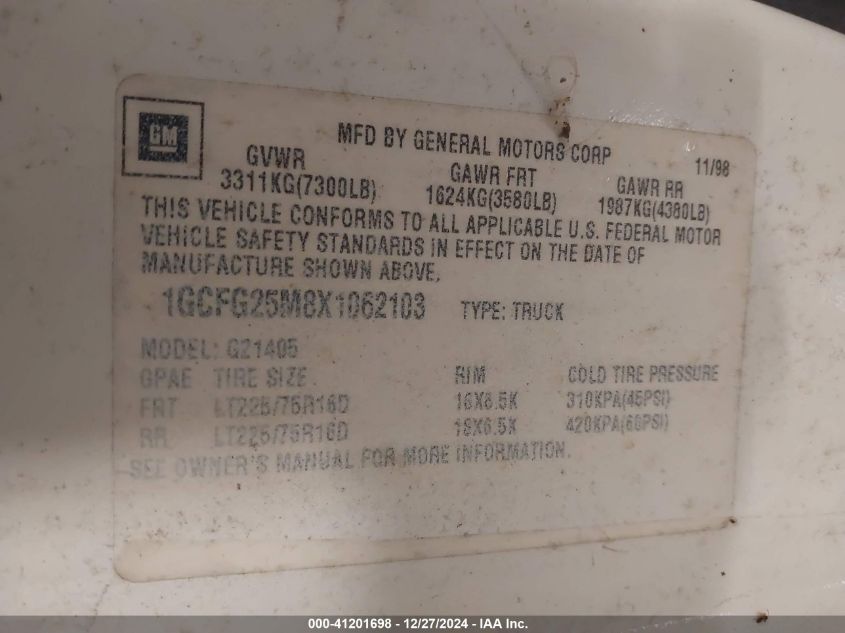 GM
MFD BY GENERAL MOTORS CORP 11/98
GVWR GAWR FRT GAWR RR
3311KG(7300LB) 1624KG(3580LB) 1987KG(4380LB)
THIS VEHICLE CONFORMS TO ALL APPLICABLE U.S. FEDERAL MOTOR
VEHICLE SAFETY STANDARDS IN EFFECT ON THE DATE OF
MANUFACTURE SHOWN ABOVE.
1GCFG25M8X1062103 TYPE: TRUCK
MODEL: G21405
GPAE TIRE SIZE RIM COLD TIRE PRESSURE
FRT LT225/75R16D 16X6.5K 310KPA(45PSI)
RR LT225/75R16D 16X6.5K 420KPA(60PSI)
SEE OWNER'S MANUAL FOR MORE INFORMATION.
000-41201698 - 12/27/2024 - IAA Inc.